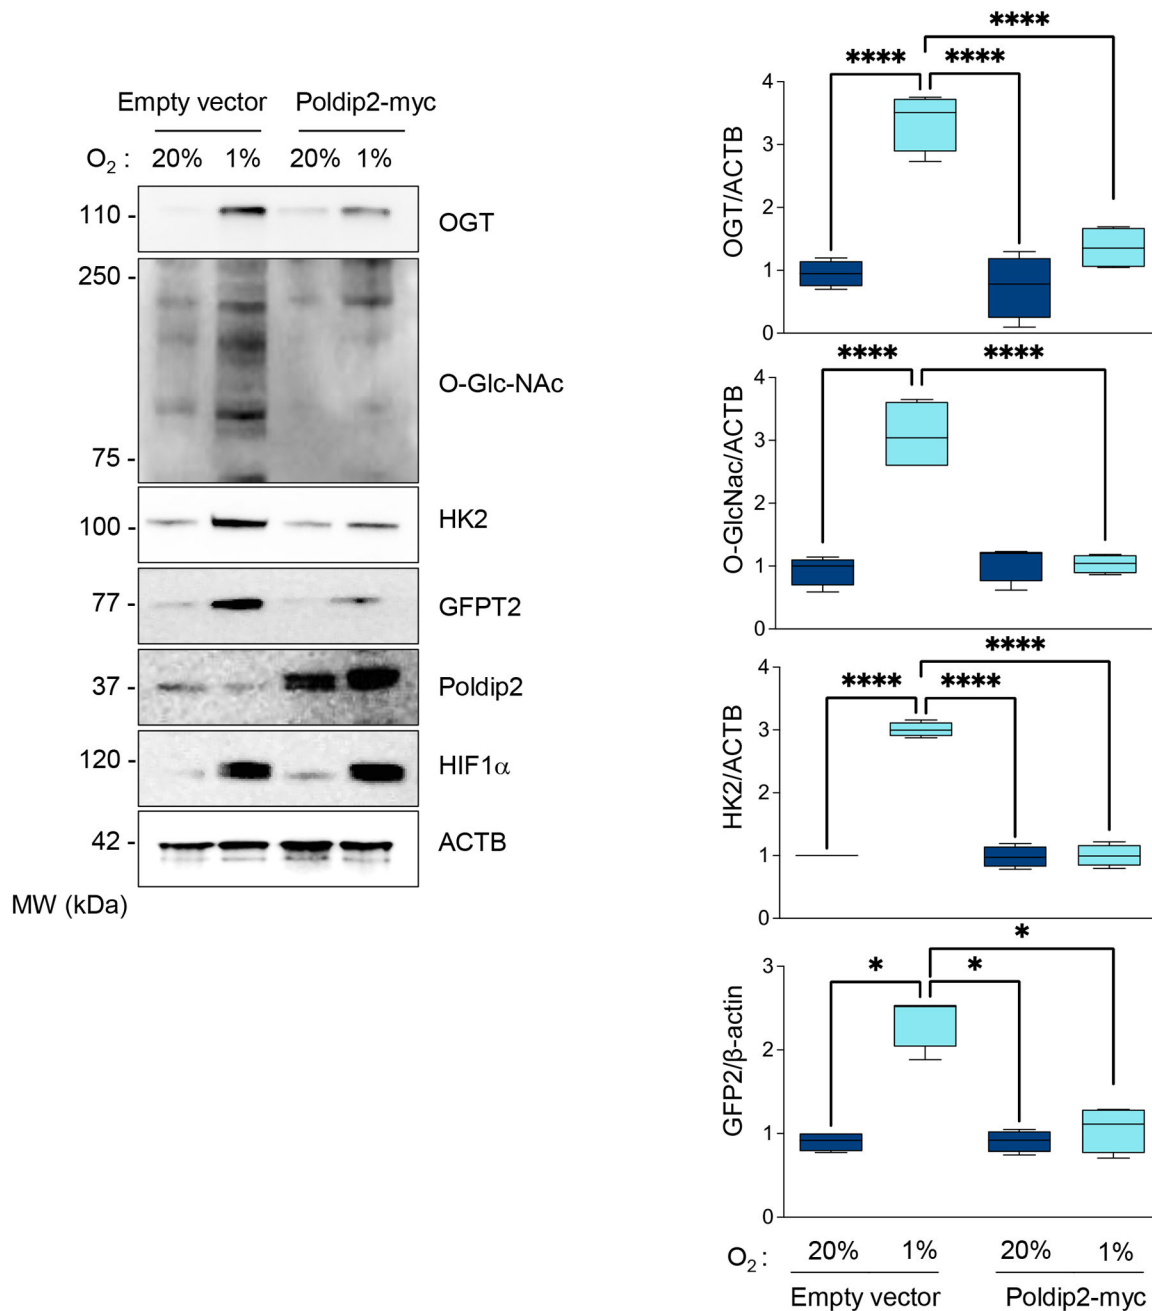 Empty vector Poldip2-myc
O2 : 20% 1% 20% 1%
110 - OGT
250 -
O-Glc-NAc
75 -
100 - HK2
77 - GFPT2
37 - Poldip2
120 - HIF1α
42 - ACTB
MW (kDa)
****
**** ****
OGT/ACTB
4
3
2
1
0
**** ****
O-GlcNac/ACTB
4
3
2
1
0
****
**** ****
HK2/ACTB
4
3
2
1
0
*
* *
GFP2/β-actin
3
2
1
0
O2 : 20% 1% 20% 1%
Empty vector Poldip2-myc